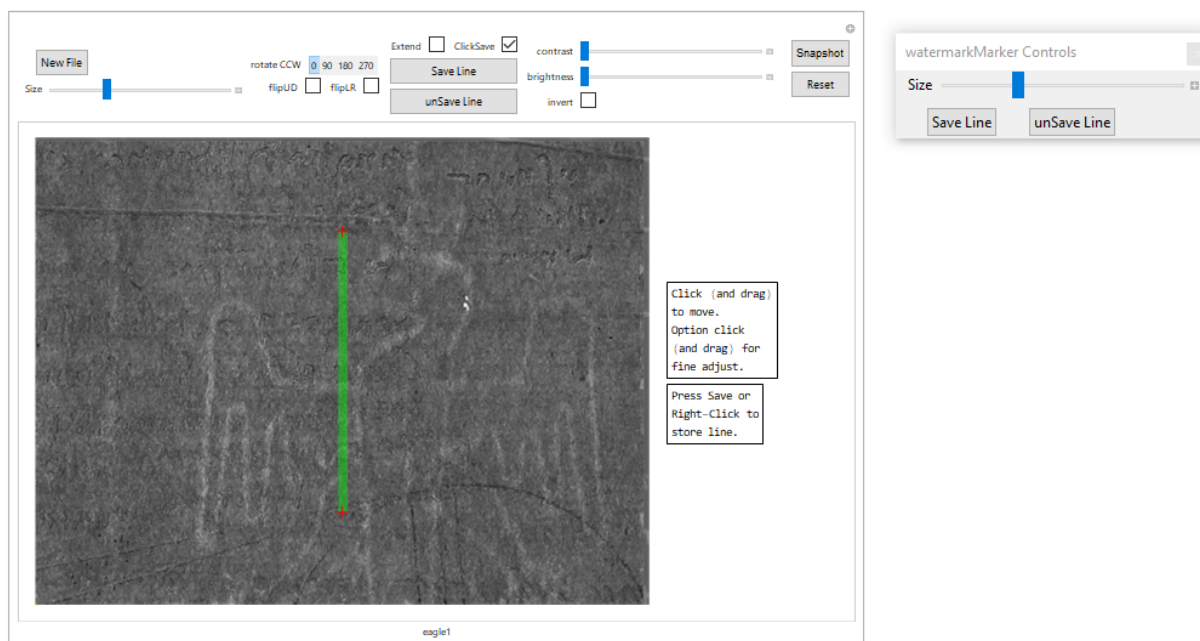 New File
Size
rotate CCW 0 90 180 270
flipUD flipLR
Extend ClickSave
Save Line
unSave Line
contrast
brightness
invert
Snapshot
Reset
Click (and drag)
to move.
Option click
(and drag) for
fine adjust.
Press Save or
Right-Click to
store line.
eagle1
watermarkMarker Controls
Size
Save Line
unSave Line